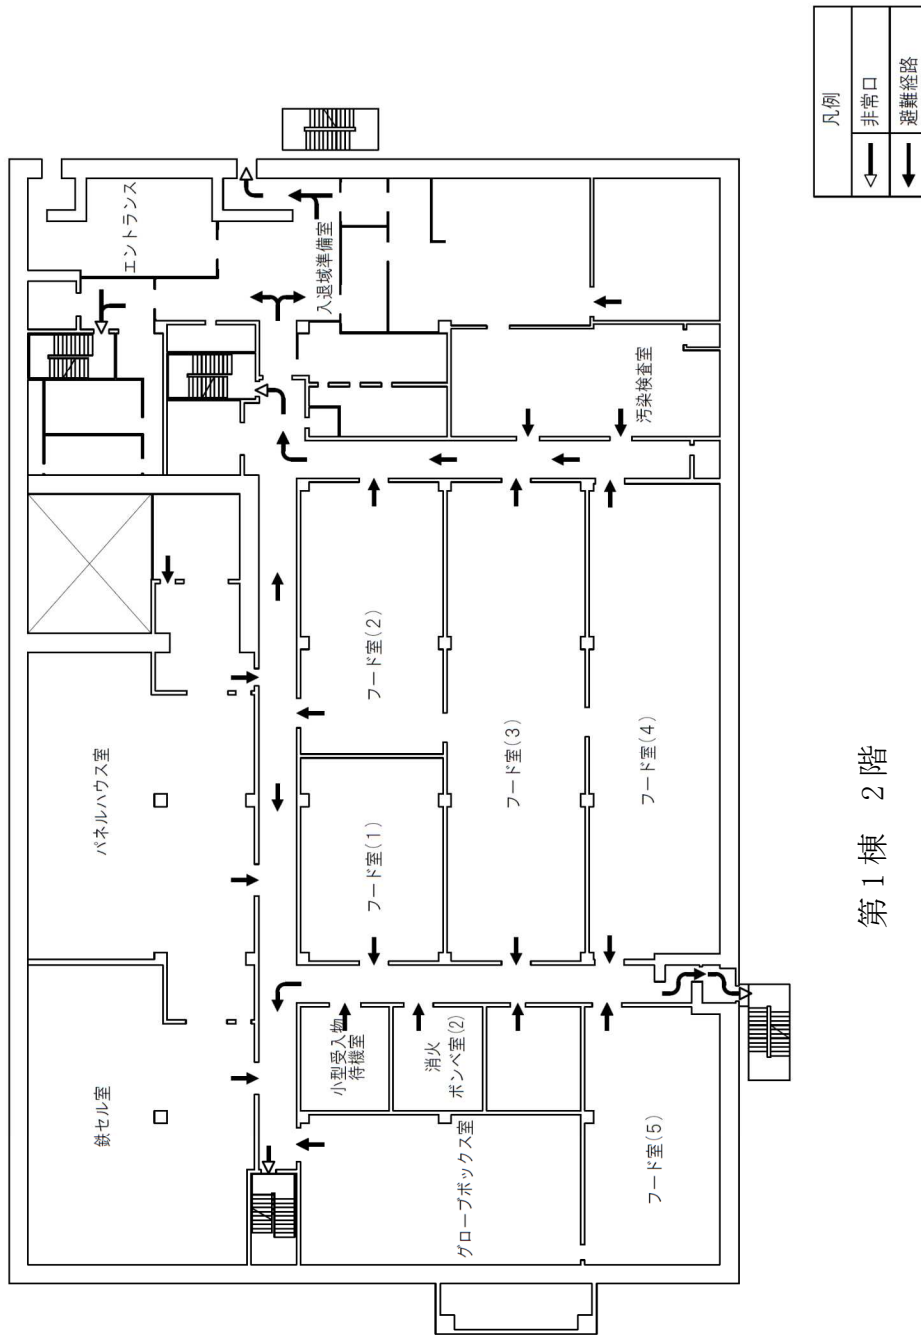 凡例
非常口
避難経路
エントランス
入退域準備室
汚染検査室
パネルハウス室
フード室(2)
フード室(3)
フード室(4)
フード室(1)
鉄セル室
小型受入物
待機室
消火
ボンベ室(2)
グローブボックス室
フード室(5)
第1棟 2階